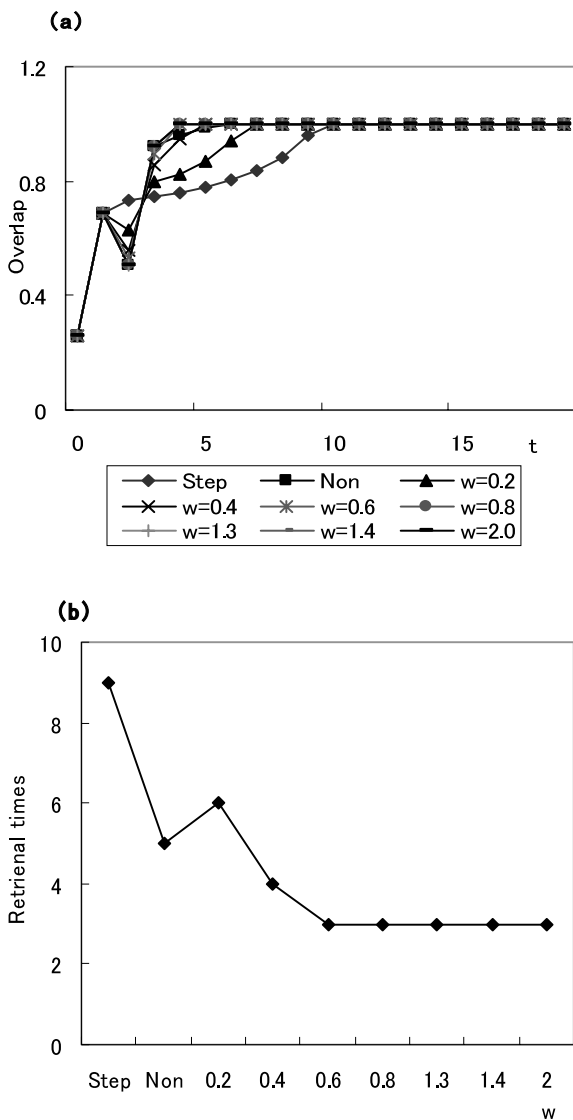 (a)
1.2
0.8
0.4
0
Overlap
0 5 10 15 t
Step Non w=0.2
w=0.4 w=0.6 w=0.8
w=1.3 w=1.4 w=2.0
(b)
10
8
6
4
2
0
Retrienal times
Step Non 0.2 0.4 0.6 0.8 1.3 1.4 2
w